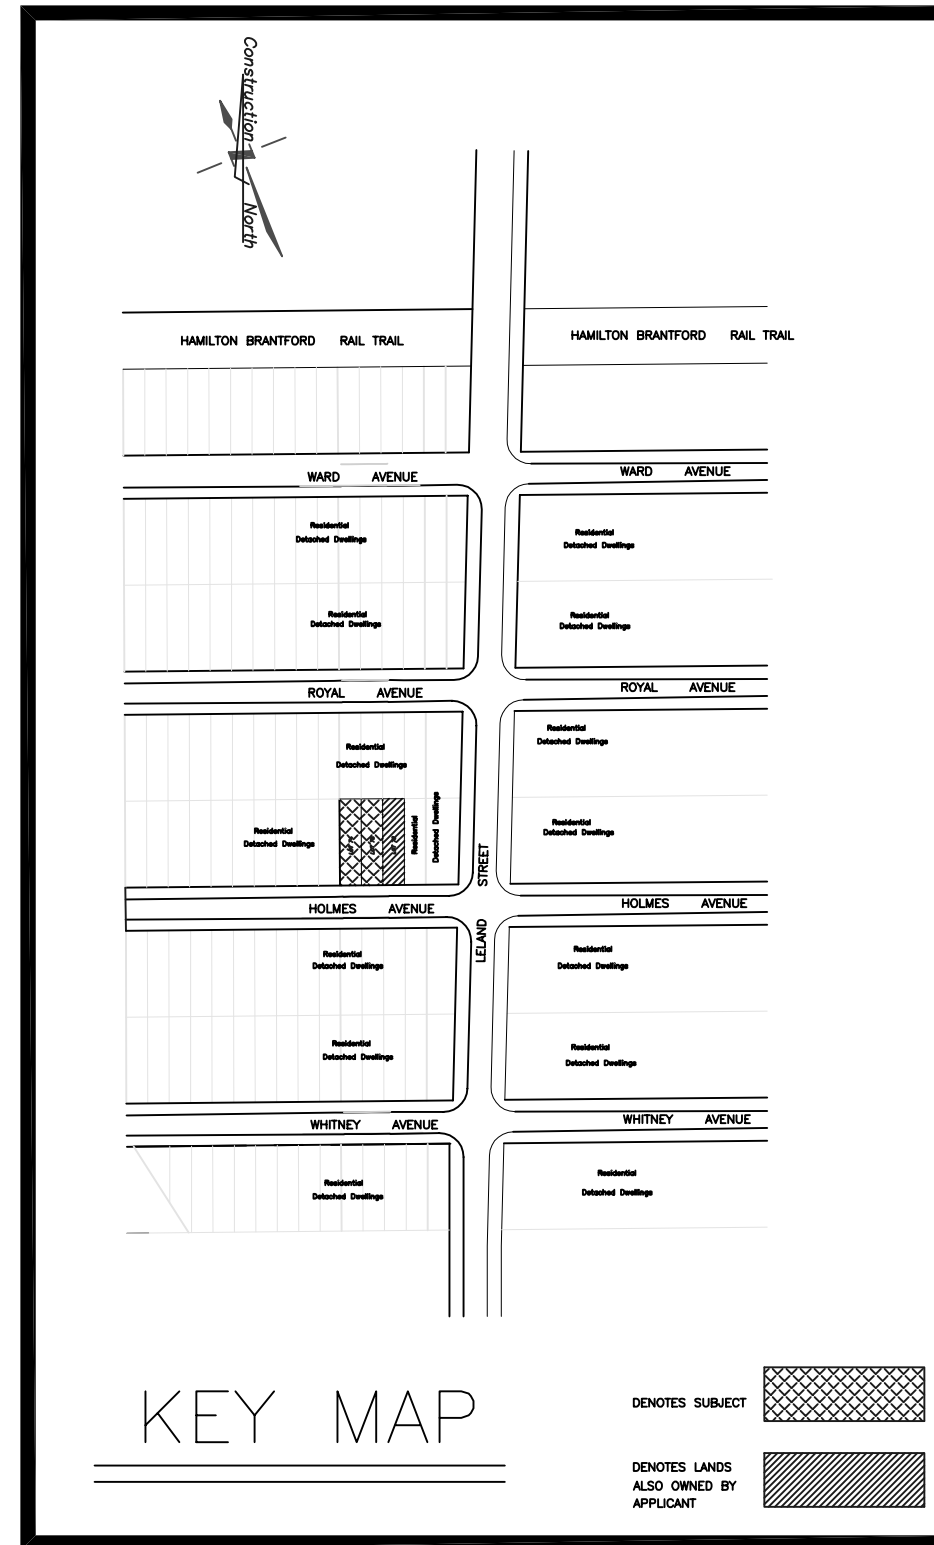 Construction North
HAMILTON BRANTFORD RAIL TRAIL
HAMILTON BRANTFORD RAIL TRAIL
WARD AVENUE
WARD AVENUE
Residential
Detached Dwellings
Residential
Detached Dwellings
Residential
Detached Dwellings
Residential
Detached Dwellings
ROYAL AVENUE
ROYAL AVENUE
Residential
Detached Dwellings
Residential
Detached Dwellings
Residential
Detached Dwellings
Residential
Detached Dwellings
Residential
Detached Dwellings
LELAND STREET
HOLMES AVENUE
HOLMES AVENUE
Residential
Detached Dwellings
Residential
Detached Dwellings
Residential
Detached Dwellings
Residential
Detached Dwellings
WHITNEY AVENUE
WHITNEY AVENUE
Residential
Detached Dwellings
Residential
Detached Dwellings
KEY MAP
DENOTES SUBJECT
DENOTES LANDS
ALSO OWNED BY
APPLICANT